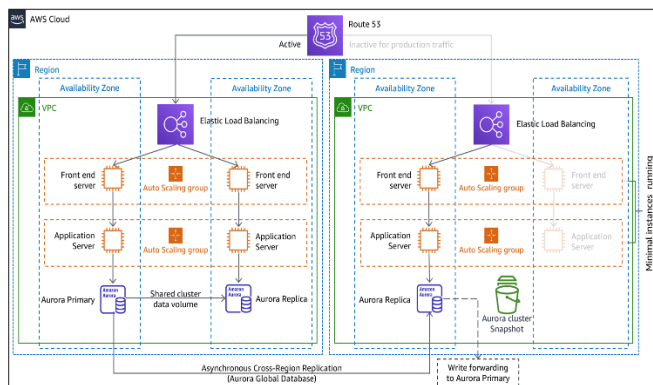 aws
AWS Cloud
Route 53
53
Active
Inactive for production traffic
Region
Availability Zone
Availability Zone
VPC
Elastic Load Balancing
Front end
server
Auto Scaling group
Front end
server
Application
Server
Auto Scaling group
Application
Server
Aurora Primary
Amazon
Aurora
Shared cluster
data volume
Amazon
Aurora
Aurora Replica
Region
Availability Zone
Availability Zone
VPC
Elastic Load Balancing
Front end
server
Auto Scaling group
Front end
server
Application
Server
Auto Scaling group
Application
Server
Aurora Replica
Amazon
Aurora
Aurora cluster
Snapshot
Minimal instances running
Asynchronous Cross-Region Replication
(Aurora Global Database)
Write forwarding
to Aurora Primary